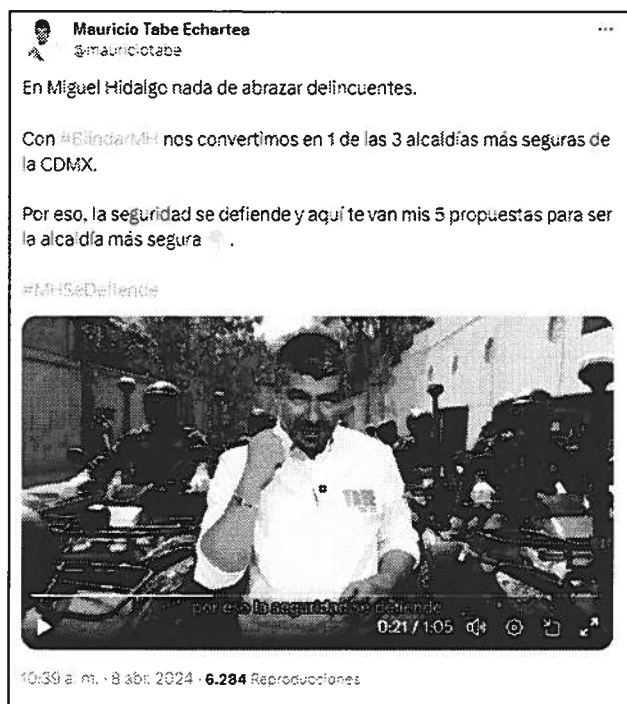 Mauricio Tabe Echartea
@mauriciotabe
En Miguel Hidalgo nada de abrazar delincuentes.
Con #BlindarMH nos convertimos en 1 de las 3 alcaldías más seguras de
la CDMX.
Por eso, la seguridad se defiende y aquí te van mis 5 propuestas para ser
la alcaldía más segura .
#MHSeDefiende
por eso la seguridad se defiende
0:21 / 1:05
10:39 a. m. · 8 abr. 2024 · 6.284 Reproducciones